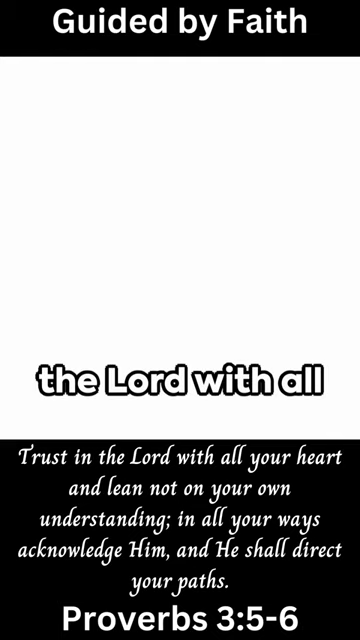 Guided by Faith
the Lord with all
Trust in the Lord with all your heart
and lean not on your own
understanding; in all your ways
acknowledge Him, and He shall direct
your paths.
Proverbs 3:5-6